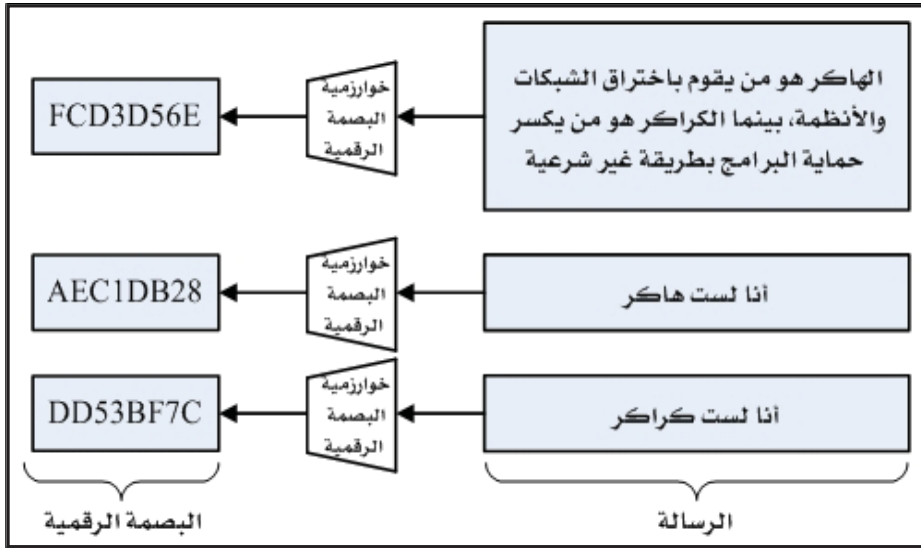 الهاكر هو من يقوم باختراق الشبكات
والأنظمة، بينما الكراكر هو من يكسر
حماية البرامج بطريقة غير شرعية
خوارزمية
البصمة
الرقمية
FCD3D56E
أنا لست هاكر
خوارزمية
البصمة
الرقمية
AEC1DB28
أنا لست كراكر
خوارزمية
البصمة
الرقمية
DD53BF7C
الرسالة
البصمة الرقمية